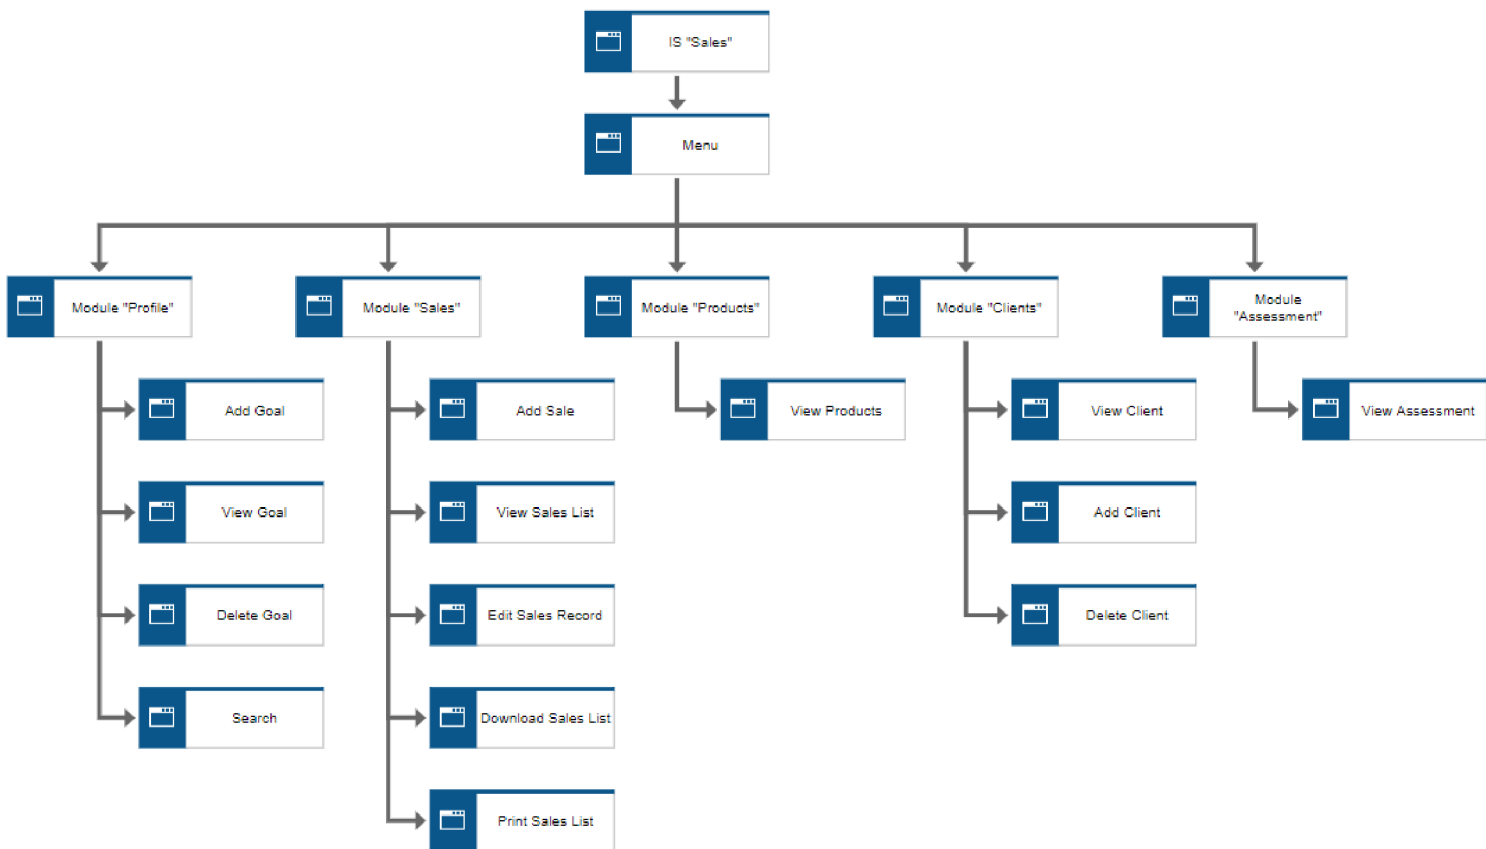 IS "Sales"
Menu
Module "Profile"
Module "Sales"
Module "Products"
Module "Clients"
Module
"Assessment"
Add Goal
Add Sale
View Products
View Client
View Assessment
View Goal
View Sales List
Add Client
Delete Goal
Edit Sales Record
Delete Client
Search
Download Sales List
Print Sales List